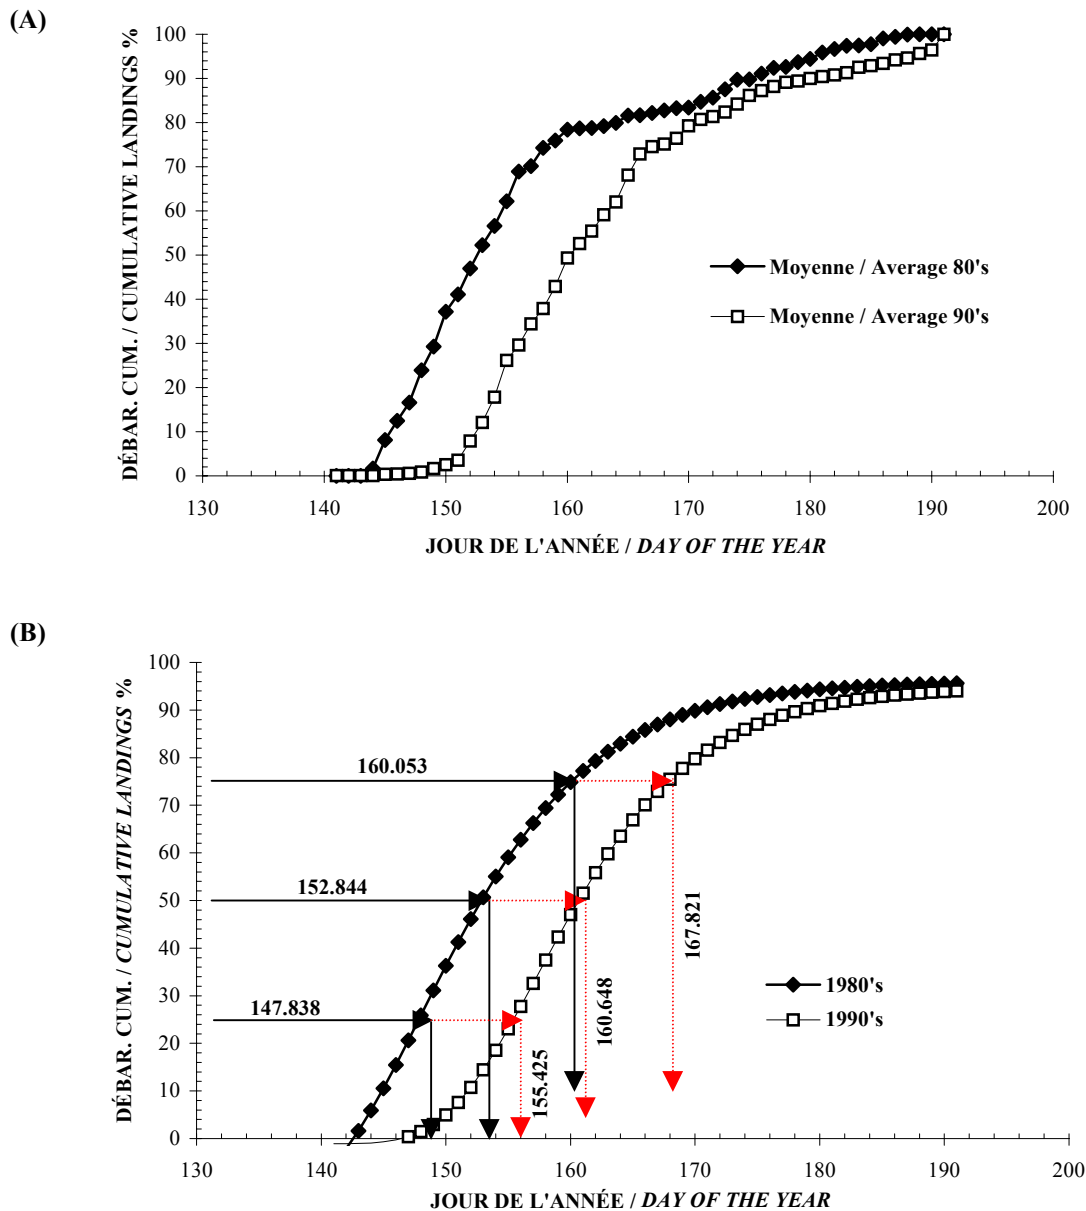 (A)
DÉBAR. CUM. / CUMULATIVE LANDINGS %
100
90
80
70
60
50
40
30
20
10
0
Moyenne / Average 80's
Moyenne / Average 90's
130 140 150 160 170 180 190 200
JOUR DE L'ANNÉE / DAY OF THE YEAR
(B)
DÉBAR. CUM. / CUMULATIVE LANDINGS %
100
90
80
70
60
50
40
30
20
10
0
160.053
152.844
147.838
155.425
160.648
167.821
1980's
1990's
130 140 150 160 170 180 190 200
JOUR DE L'ANNÉE / DAY OF THE YEAR